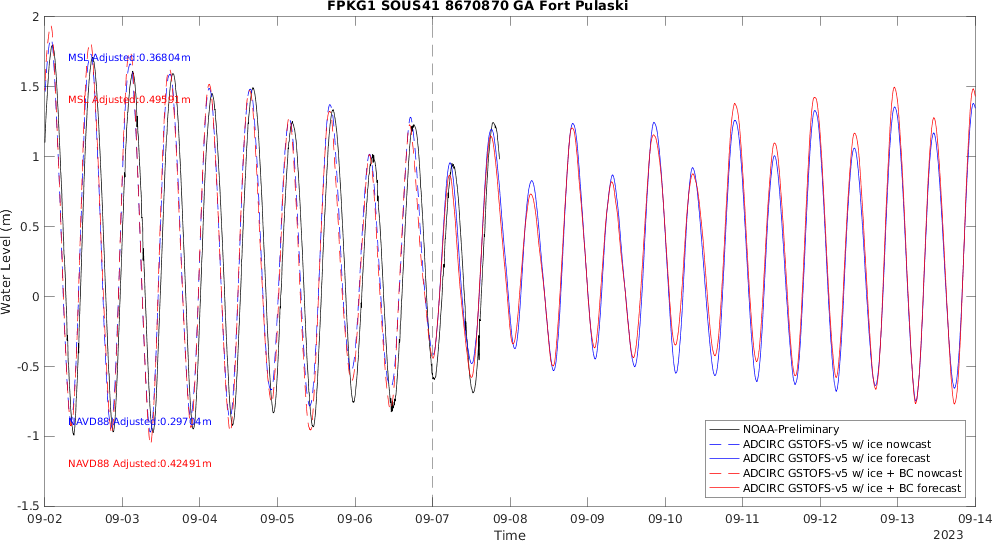 FPKG1 SOUS41 8670870 GA Fort Pulaski
2
1.5
1
0.5
0
-0.5
-1
-1.5
Water Level (m)
MSL Adjusted:0.36804m
MSL Adjusted:0.49591m
NAVD88 Adjusted:0.29704m
NAVD88 Adjusted:0.42491m
NOAA-Preliminary
ADCIRC GSTOFS-v5 w/ ice nowcast
ADCIRC GSTOFS-v5 w/ ice forecast
ADCIRC GSTOFS-v5 w/ ice + BC nowcast
ADCIRC GSTOFS-v5 w/ ice + BC forecast
09-02 09-03 09-04 09-05 09-06 09-07 09-08 09-09 09-10 09-11 09-12 09-13 09-14
Time
2023